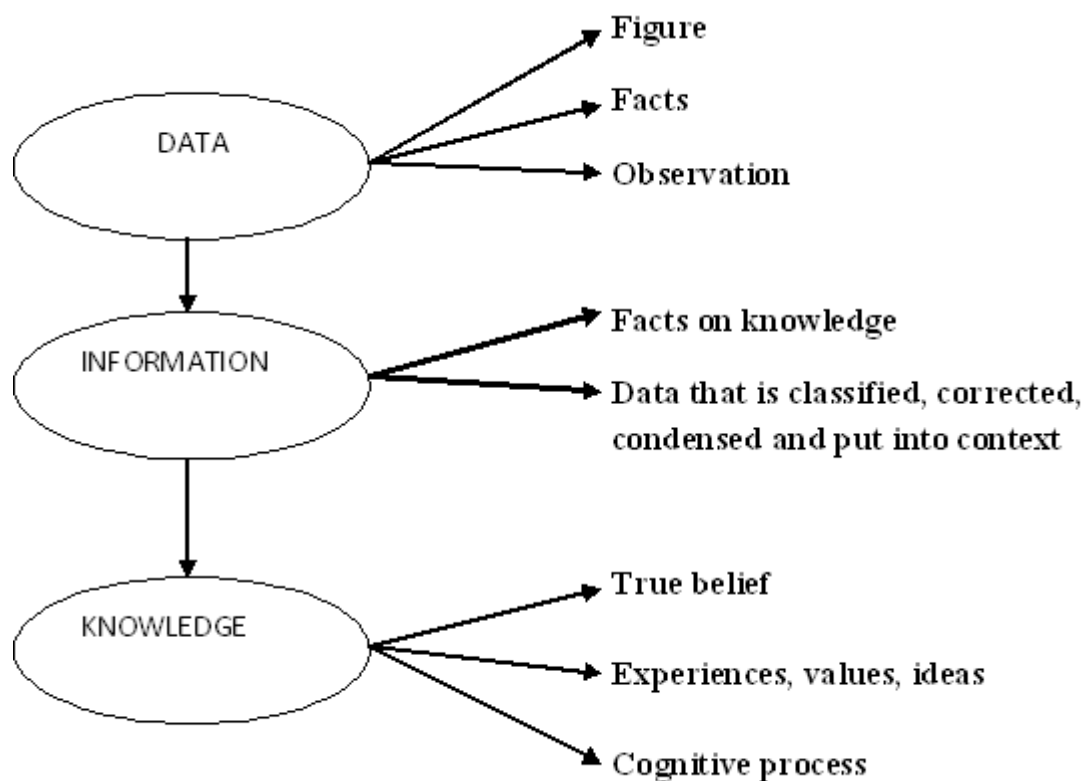 DATA
Figure
Facts
Observation
INFORMATION
Facts on knowledge
Data that is classified, corrected,
condensed and put into context
KNOWLEDGE
True belief
Experiences, values, ideas
Cognitive process